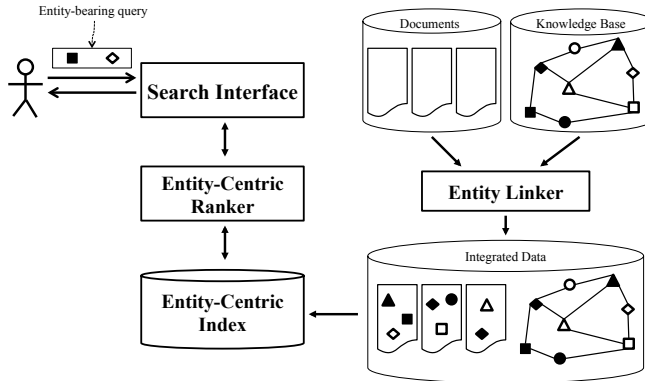 Entity-bearing query
Search Interface
Entity-Centric
Ranker
Entity-Centric
Index
Documents
Knowledge Base
Entity Linker
Integrated Data